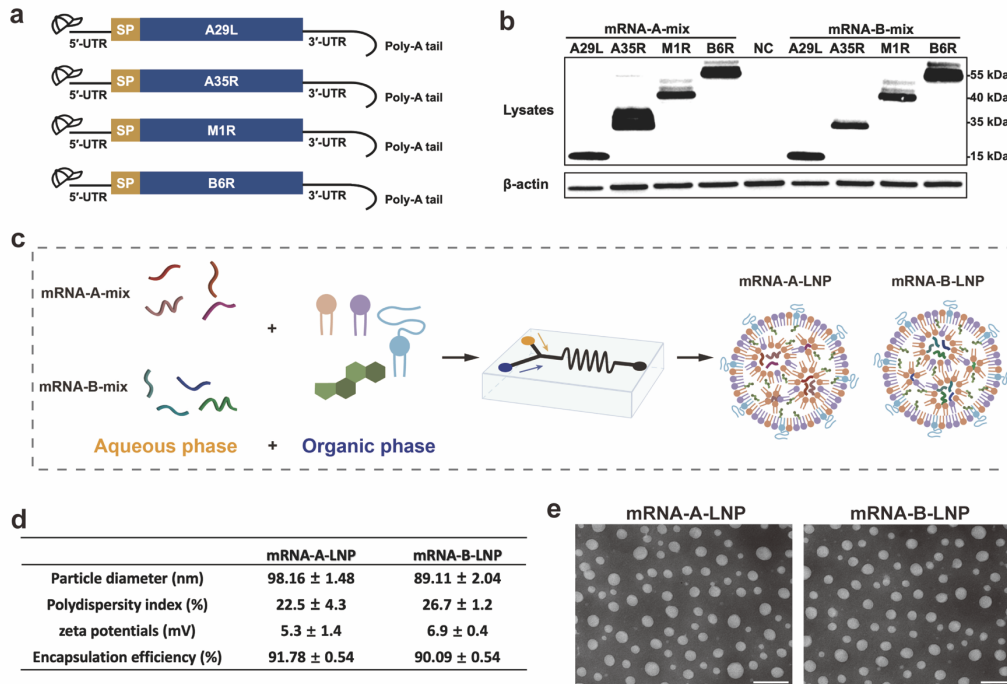 a
SP A29L
5′-UTR 3′-UTR Poly-A tail
SP A35R
5′-UTR 3′-UTR Poly-A tail
SP M1R
5′-UTR 3′-UTR Poly-A tail
SP B6R
5′-UTR 3′-UTR Poly-A tail
b
mRNA-A-mix mRNA-B-mix
A29L A35R M1R B6R NC A29L A35R M1R B6R
Lysates
-55 kDa
-40 kDa
-35 kDa
-15 kDa
β-actin
c
mRNA-A-mix
+
mRNA-B-mix
Aqueous phase + Organic phase
mRNA-A-LNP mRNA-B-LNP
d
mRNA-A-LNP mRNA-B-LNP
Particle diameter (nm) 98.16 ± 1.48 89.11 ± 2.04
Polydispersity index (%) 22.5 ± 4.3 26.7 ± 1.2
zeta potentials (mV) 5.3 ± 1.4 6.9 ± 0.4
Encapsulation efficiency (%) 91.78 ± 0.54 90.09 ± 0.54
e
mRNA-A-LNP mRNA-B-LNP